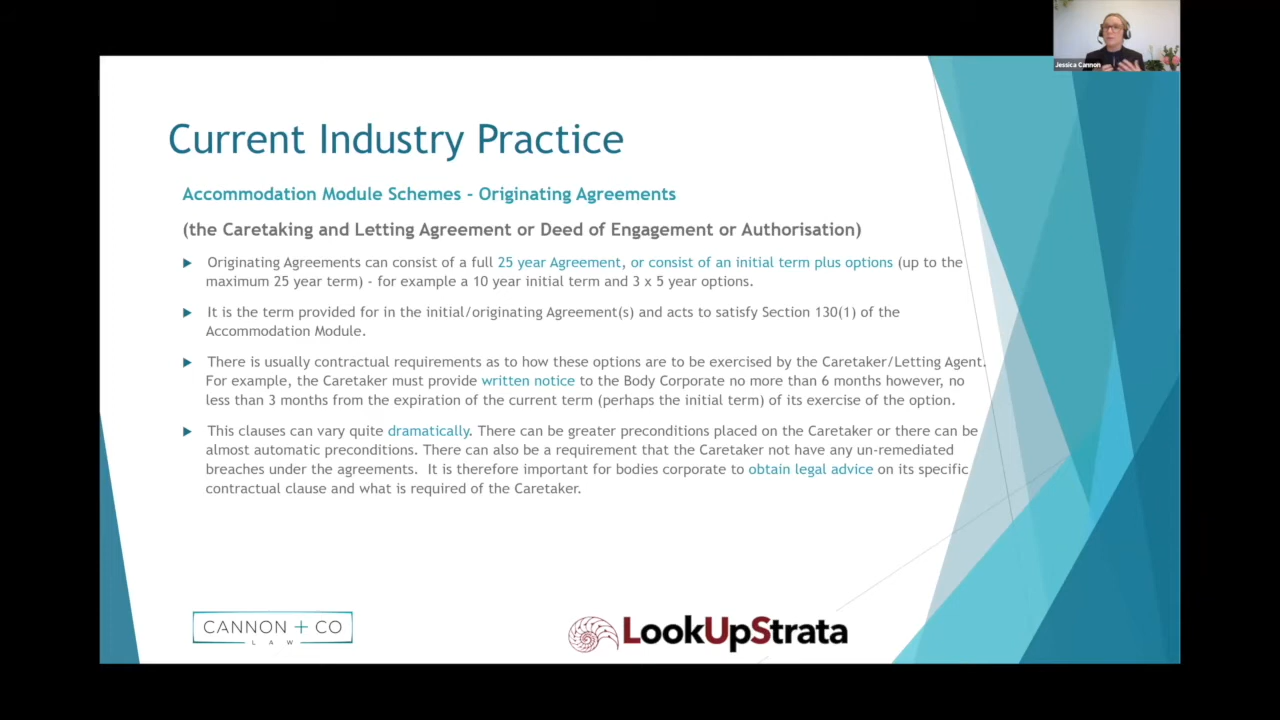 Jessica Cannon
Current Industry Practice
Accommodation Module Schemes - Originating Agreements
(the Caretaking and Letting Agreement or Deed of Engagement or Authorisation)
Originating Agreements can consist of a full 25 year Agreement, or consist of an initial term plus options (up to the
maximum 25 year term) - for example a 10 year initial term and 3 x 5 year options.
It is the term provided for in the initial/originating Agreement(s) and acts to satisfy Section 130(1) of the
Accommodation Module.
There is usually contractual requirements as to how these options are to be exercised by the Caretaker/Letting Agent.
For example, the Caretaker must provide written notice to the Body Corporate no more than 6 months however, no
less than 3 months from the expiration of the current term (perhaps the initial term) of its exercise of the option.
This clauses can vary quite dramatically. There can be greater preconditions placed on the Caretaker or there can be
almost automatic preconditions. There can also be a requirement that the Caretaker not have any un-remediated
breaches under the agreements. It is therefore important for bodies corporate to obtain legal advice on its specific
contractual clause and what is required of the Caretaker.
CANNON + CO
LAW
LookUpStrata